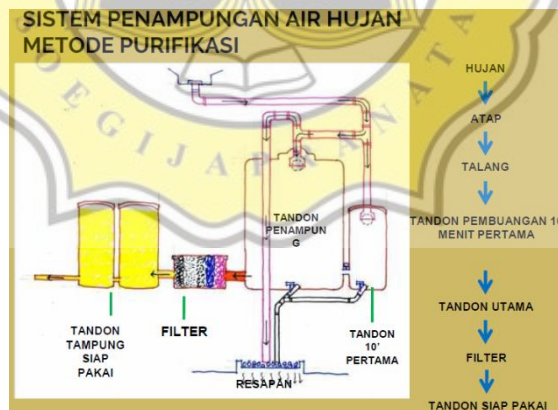 SISTEM PENAMPUNGAN AIR HUJAN
METODE PURIFIKASI
SOEGIJAPRANATA
TANDON
PENAMPUN
G
TANDON
TAMPUNG
SIAP
PAKAI
FILTER
TANDON
10'
PERTAMA
RESAPAN
HUJAN
ATAP
TALANG
TANDON PEMBUANGAN 10
MENIT PERTAMA
TANDON UTAMA
FILTER
TANDON SIAP PAKAI